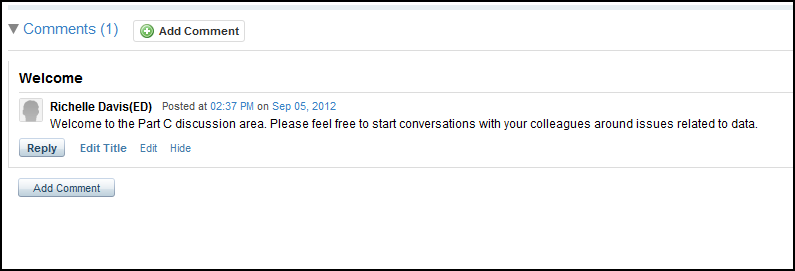 Comments (1) Add Comment
Welcome
Richelle Davis(ED) Posted at 02:37 PM on Sep 05, 2012
Welcome to the Part C discussion area. Please feel free to start conversations with your colleagues around issues related to data.
Reply Edit Title Edit Hide
Add Comment